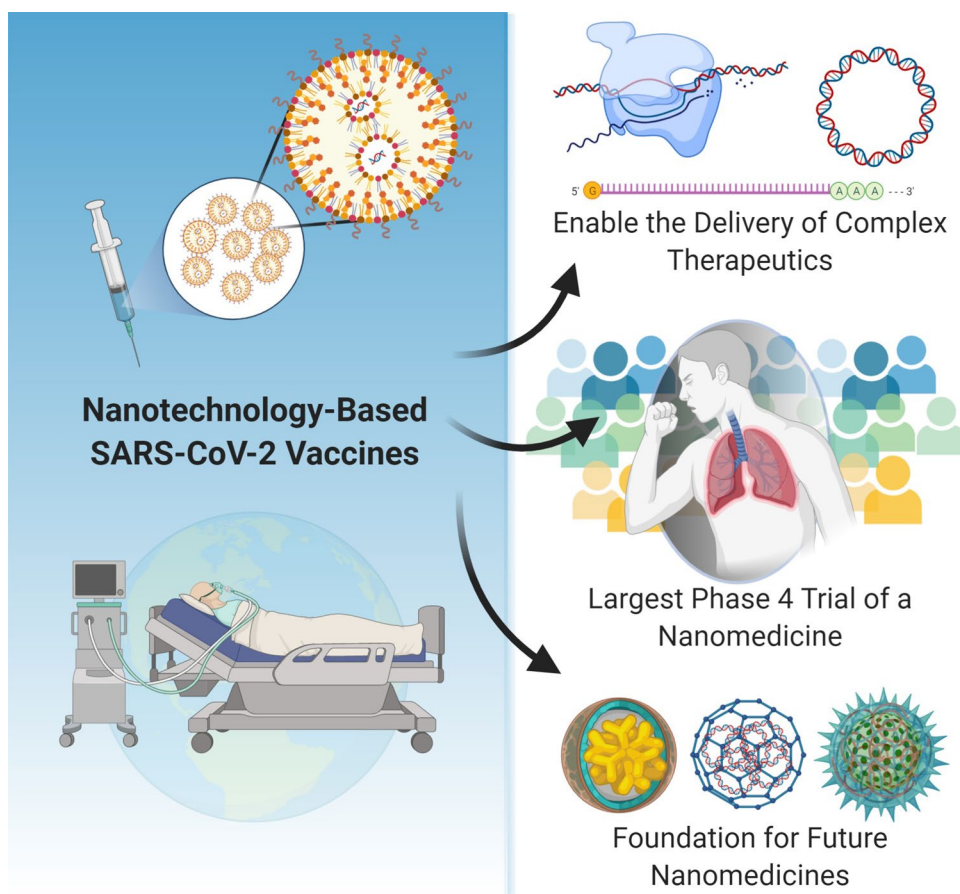 Nanotechnology-Based
SARS-CoV-2 Vaccines
5' G A A A --- 3'
Enable the Delivery of Complex
Therapeutics
Largest Phase 4 Trial of a
Nanomedicine
Foundation for Future
Nanomedicines